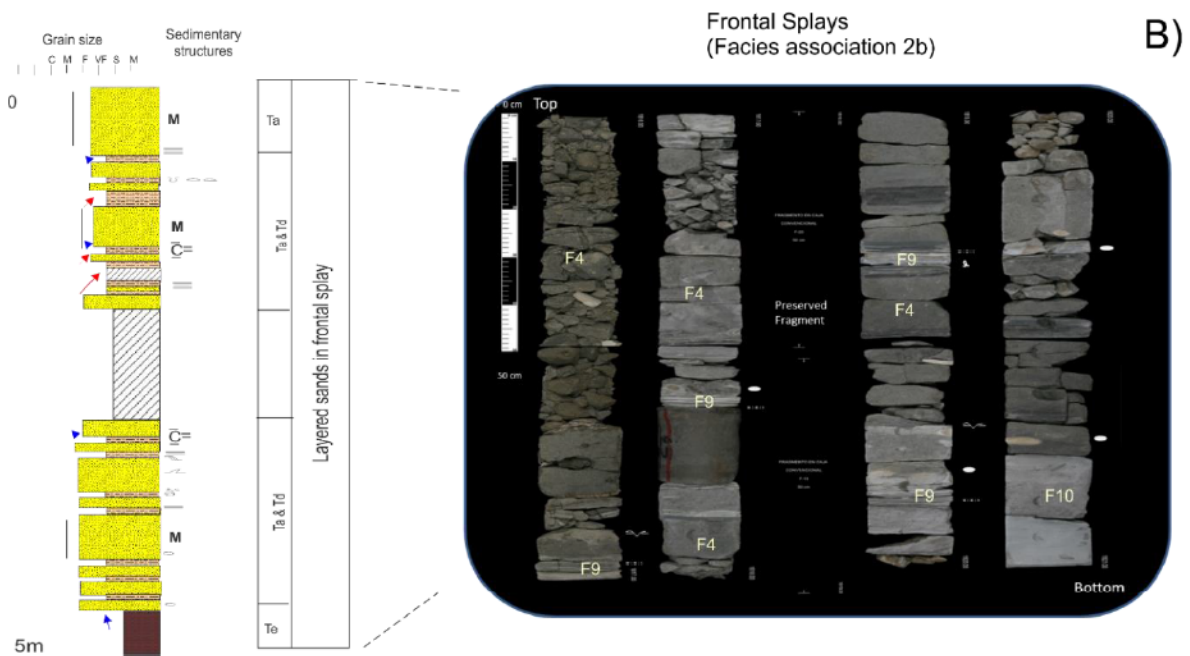 Frontal Splays
(Facies association 2b)
B)
Grain size
Sedimentary
structures
C M F VF S M
0
M
M
C=
C=
M
5m
Ta
Ta & Td
Ta & Td
Te
Layered sands in frontal splay
0 cm
Top
50 cm
F4
F9
F4
F9
F4
Preserved
Fragment
F9
F4
F9
F10
Bottom